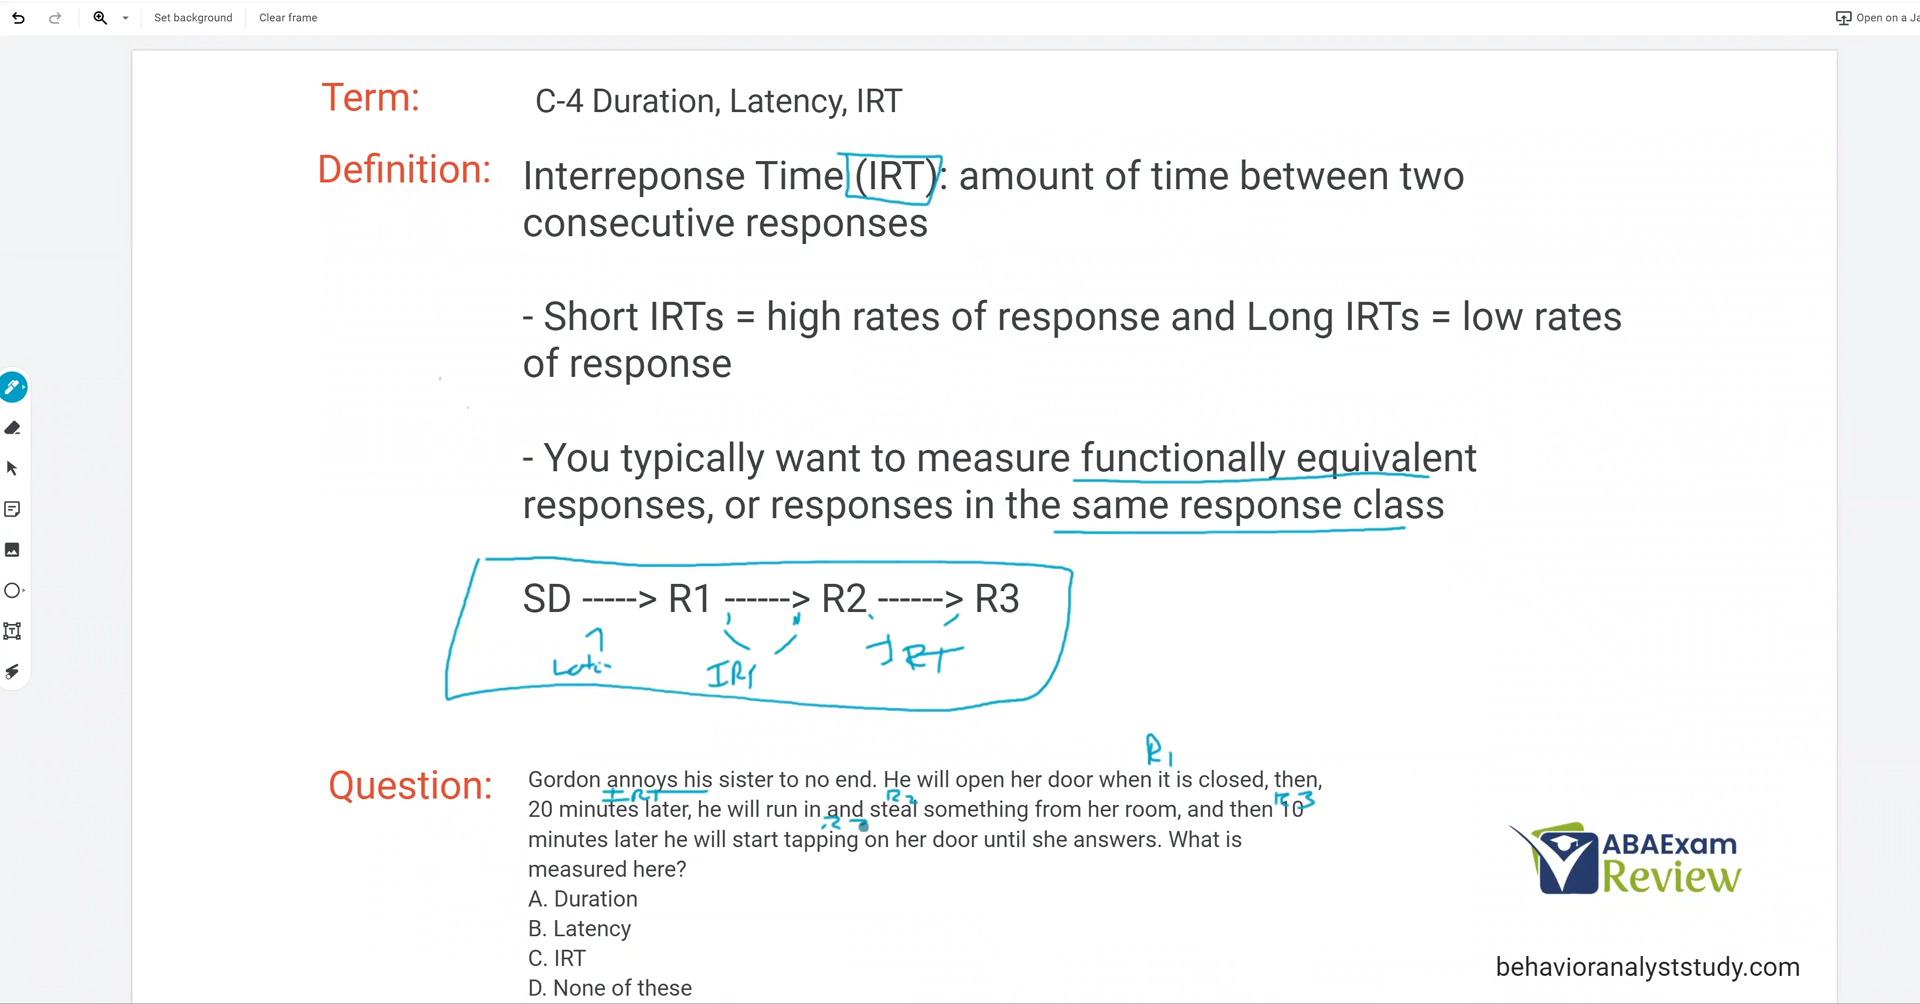 Set background
Clear frame
Open on a Ja
Term:
C-4 Duration, Latency, IRT
Definition:
Interreponse Time (IRT): amount of time between two
consecutive responses
- Short IRTs = high rates of response and Long IRTs = low rates
of response
- You typically want to measure functionally equivalent
responses, or responses in the same response class
SD -----> R1 ------> R2 ------> R3
IRT
IRT
R1
Question:
Gordon annoys his sister to no end. He will open her door when it is closed, then,
IRT
R2
20 minutes later, he will run in and steal something from her room, and then 10
minutes later he will start tapping on her door until she answers. What is
measured here?
A. Duration
B. Latency
C. IRT
D. None of these
ABAExam
Review
behavioranalyststudy.com